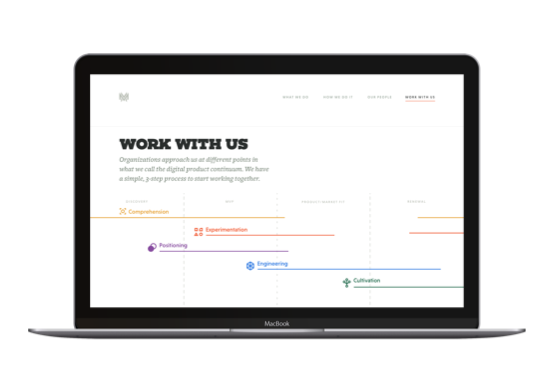 WHAT WE DO
HOW WE DO IT
OUR PEOPLE
WORK WITH US
WORK WITH US
Organizations approach us at different points in
what we call the digital product continuum. We have
a simple, 5-step process to start working together.
DISCOVERY
MVP
PRODUCT MARKET FIT
RENEWAL
Comprehension
Experimentation
Positioning
Engineering
Cultivation
MacBook